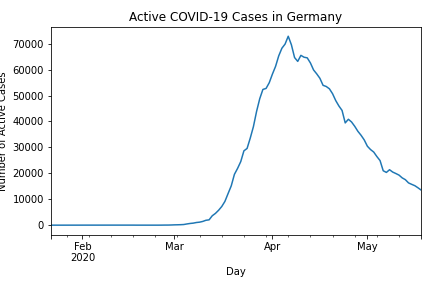 Active COVID-19 Cases in Germany
Number of Active Cases
70000
60000
50000
40000
30000
20000
10000
0
Feb
2020
Mar
Apr
May
Day